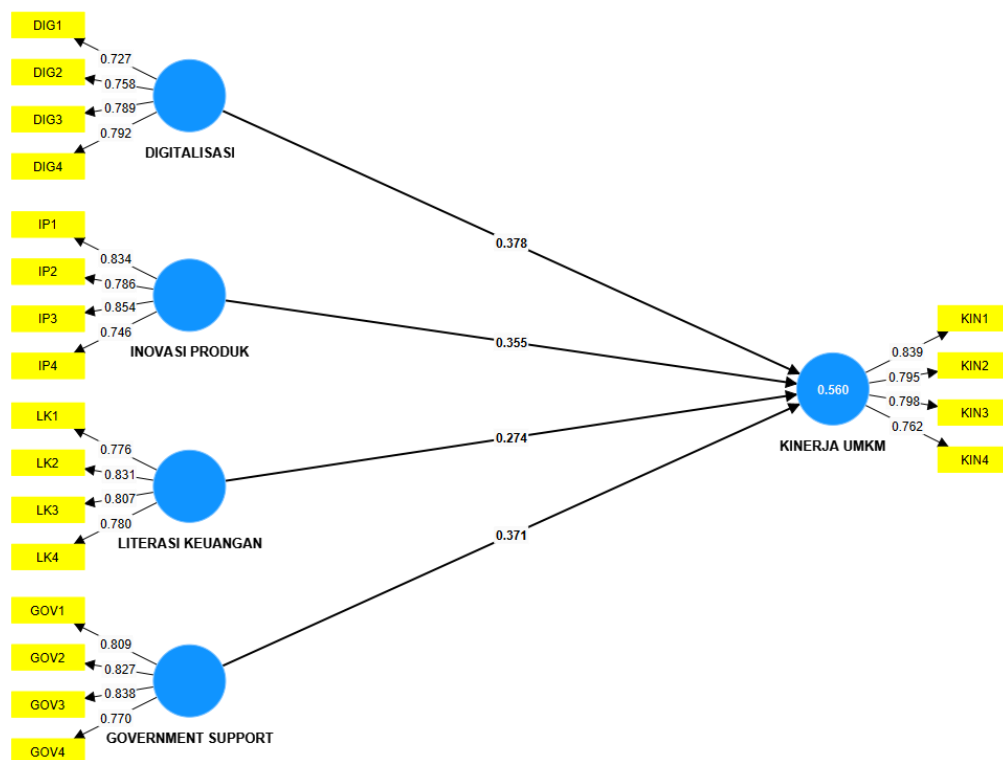 DIG1
0.727
DIG2
0.758
DIG3
0.789
0.792
DIG4
DIGITALISASI
0.378
IP1
0.834
IP2
0.786
IP3
0.854
0.746
IP4
INOVASI PRODUK
0.355
LK1
0.776
LK2
0.831
LK3
0.807
0.780
LK4
LITERASI KEUANGAN
0.274
GOV1
0.809
GOV2
0.827
GOV3
0.838
0.770
GOV4
GOVERNMENT SUPPORT
0.371
0.560
KINERJA UMKM
KIN1
0.839
KIN2
0.795
KIN3
0.798
0.762
KIN4